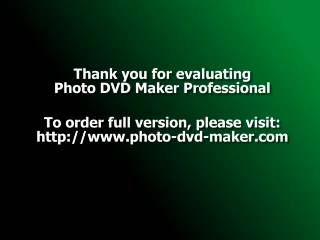 Thank you for evaluating
Photo DVD Maker Professional
To order full version, please visit:
http://www.photo-dvd-maker.com